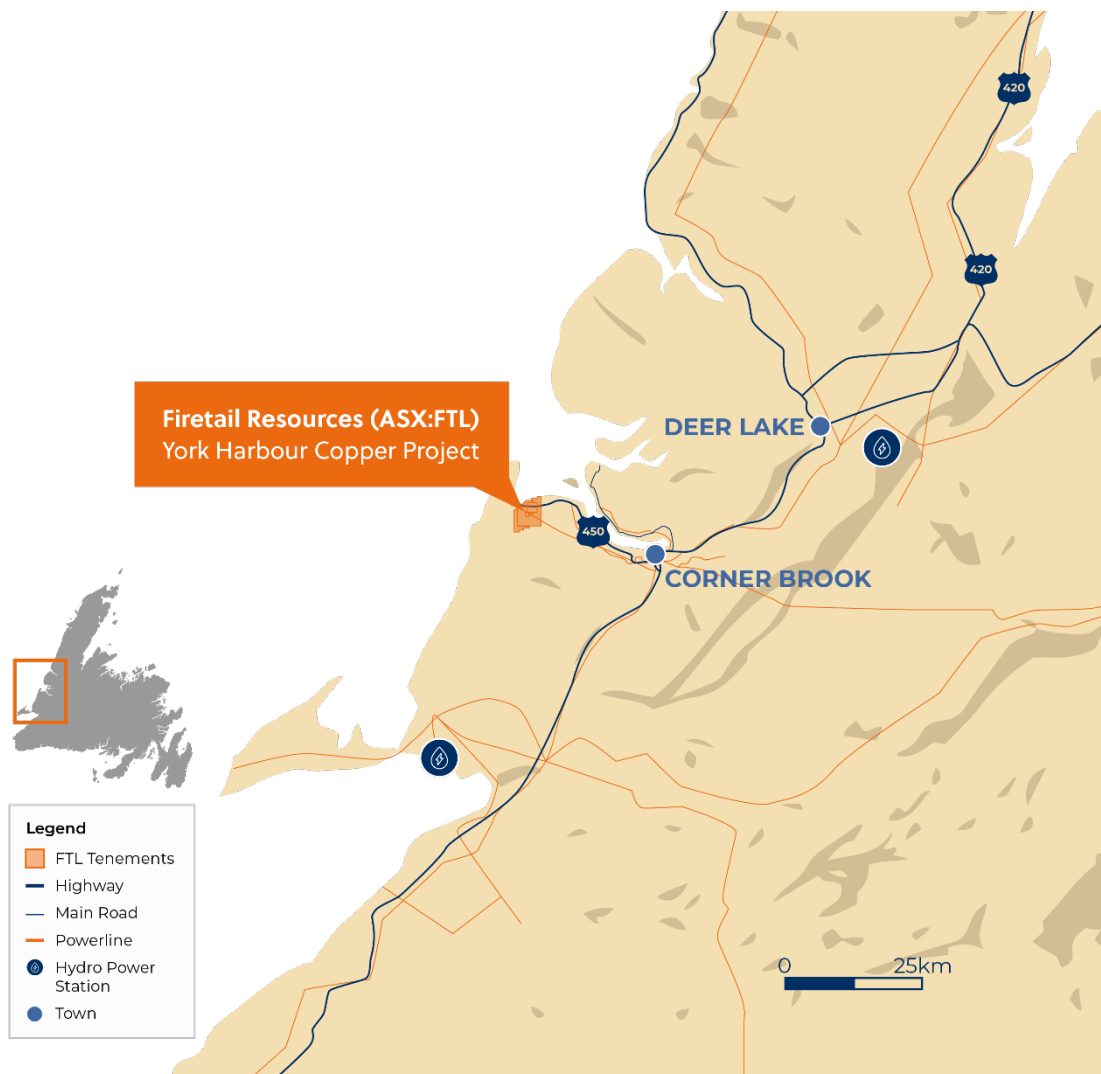 420
420
Firetail Resources (ASX:FTL)
York Harbour Copper Project
DEER LAKE
450
CORNER BROOK
Legend
FTL Tenements
Highway
Main Road
Powerline
Hydro Power
Station
Town
0 25km